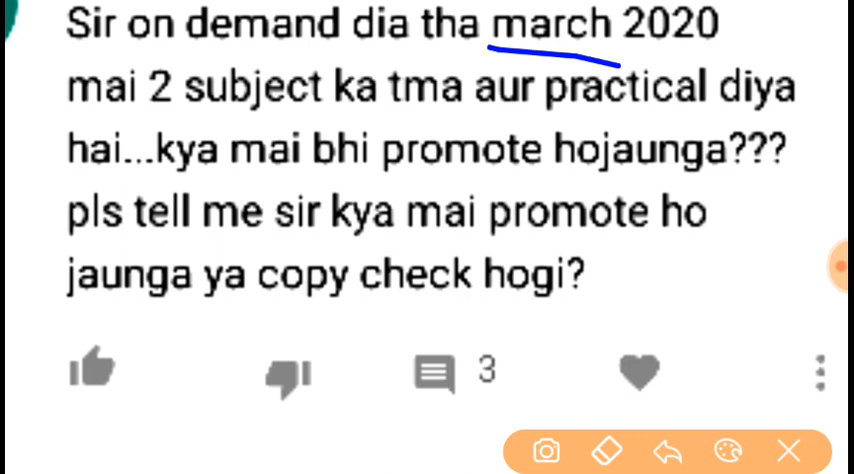 Sir on demand dia tha march 2020
mai 2 subject ka tma aur practical diya
hai...kya mai bhi promote hojaunga???
pls tell me sir kya mai promote ho
jaunga ya copy check hogi?
3